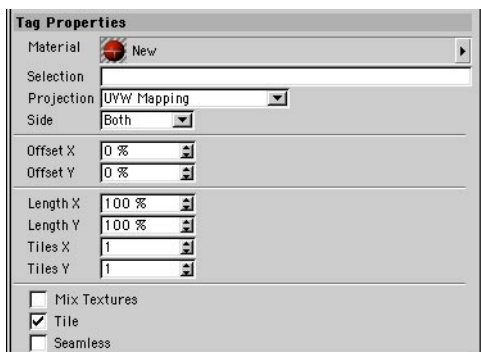 Tag Properties
Material New
Selection
Projection UVW Mapping
Side Both
Offset X 0 %
Offset Y 0 %
Length X 100 %
Length Y 100 %
Tiles X 1
Tiles Y 1
Mix Textures
Tile
Seamless